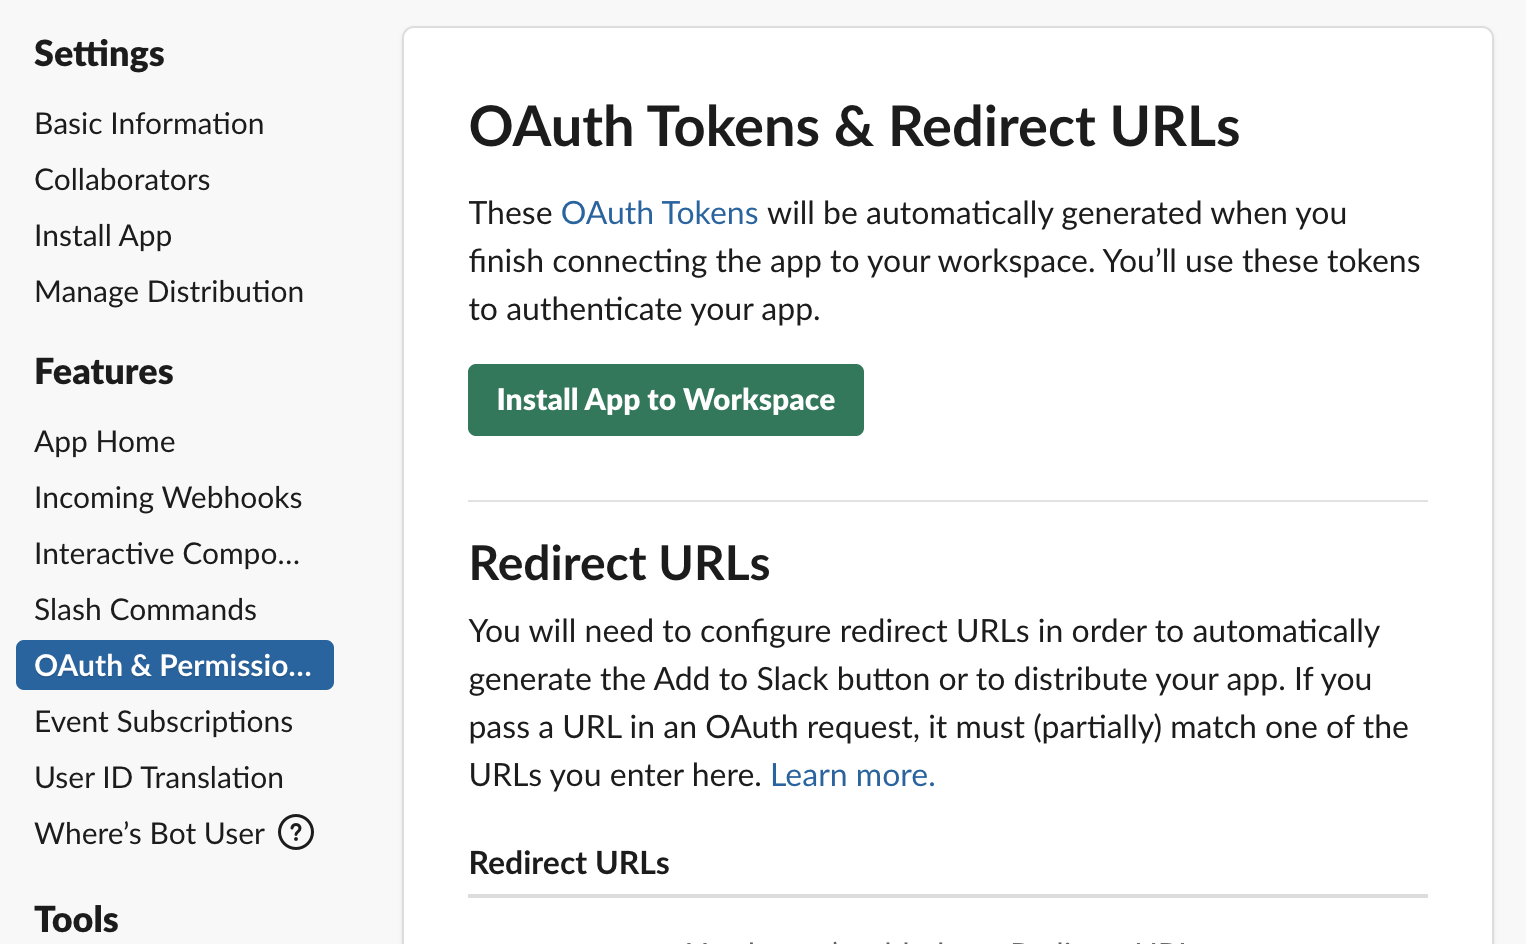 Settings
Basic Information
Collaborators
Install App
Manage Distribution
Features
App Home
Incoming Webhooks
Interactive Compo...
Slash Commands
OAuth & Permissio...
Event Subscriptions
User ID Translation
Where’s Bot User ?
Tools
OAuth Tokens & Redirect URLs
These OAuth Tokens will be automatically generated when you
finish connecting the app to your workspace. You’ll use these tokens
to authenticate your app.
Install App to Workspace
Redirect URLs
You will need to configure redirect URLs in order to automatically
generate the Add to Slack button or to distribute your app. If you
pass a URL in an OAuth request, it must (partially) match one of the
URLs you enter here. Learn more.
Redirect URLs